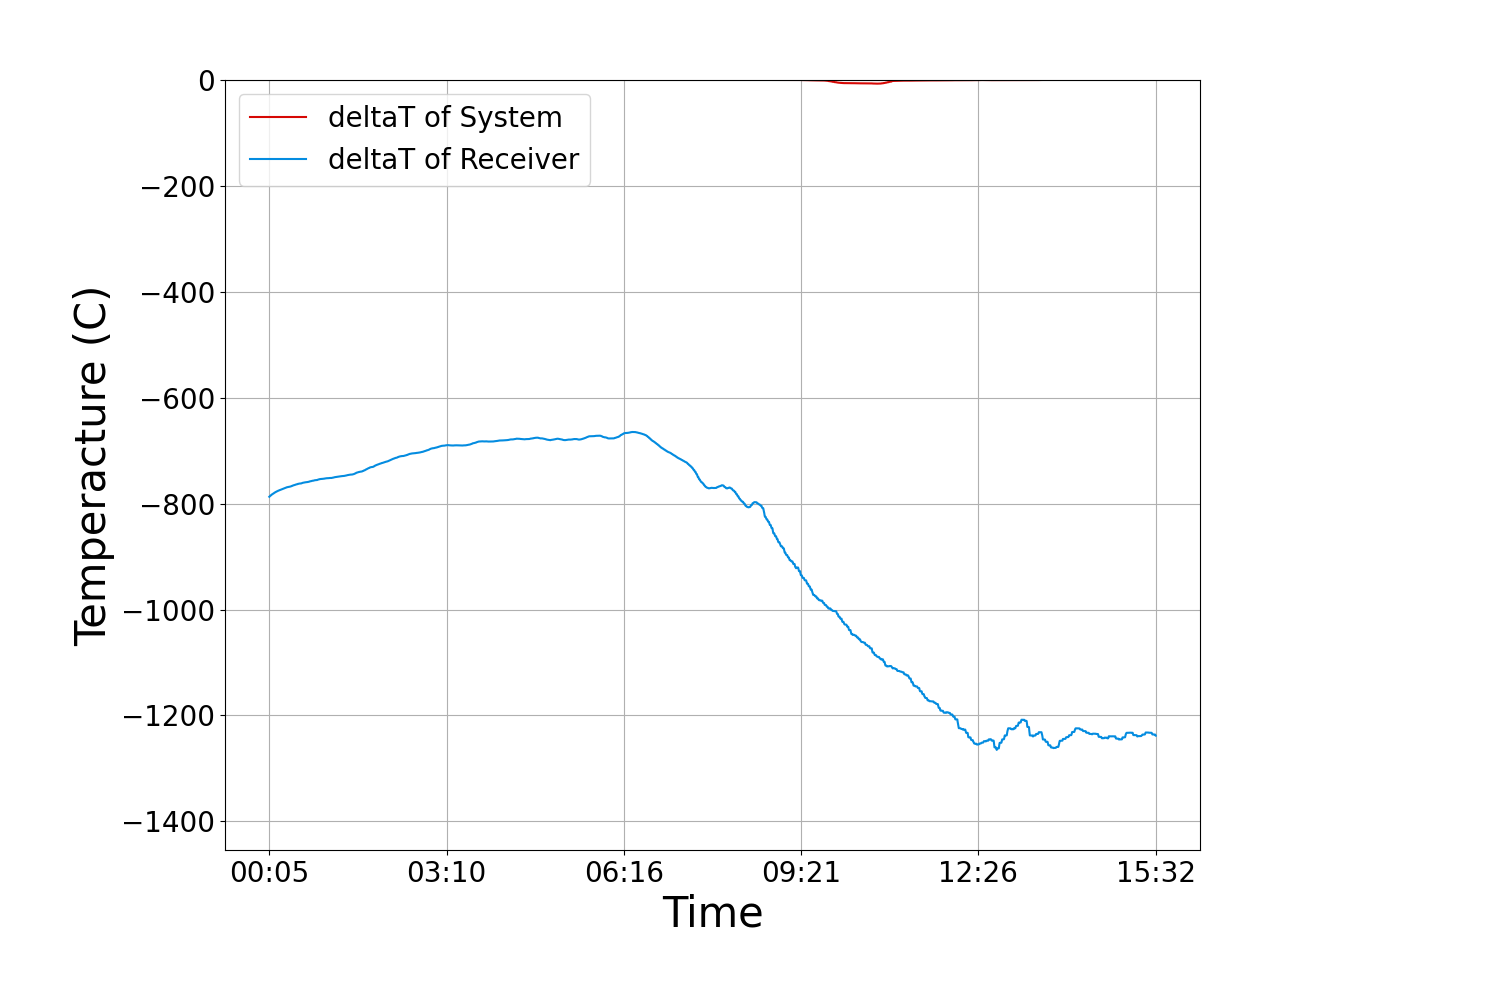 0
deltaT of System
deltaT of Receiver
−200
−400
−600
−800
−1000
−1200
−1400
Temperacture (C)
00:05 03:10 06:16 09:21 12:26 15:32
Time